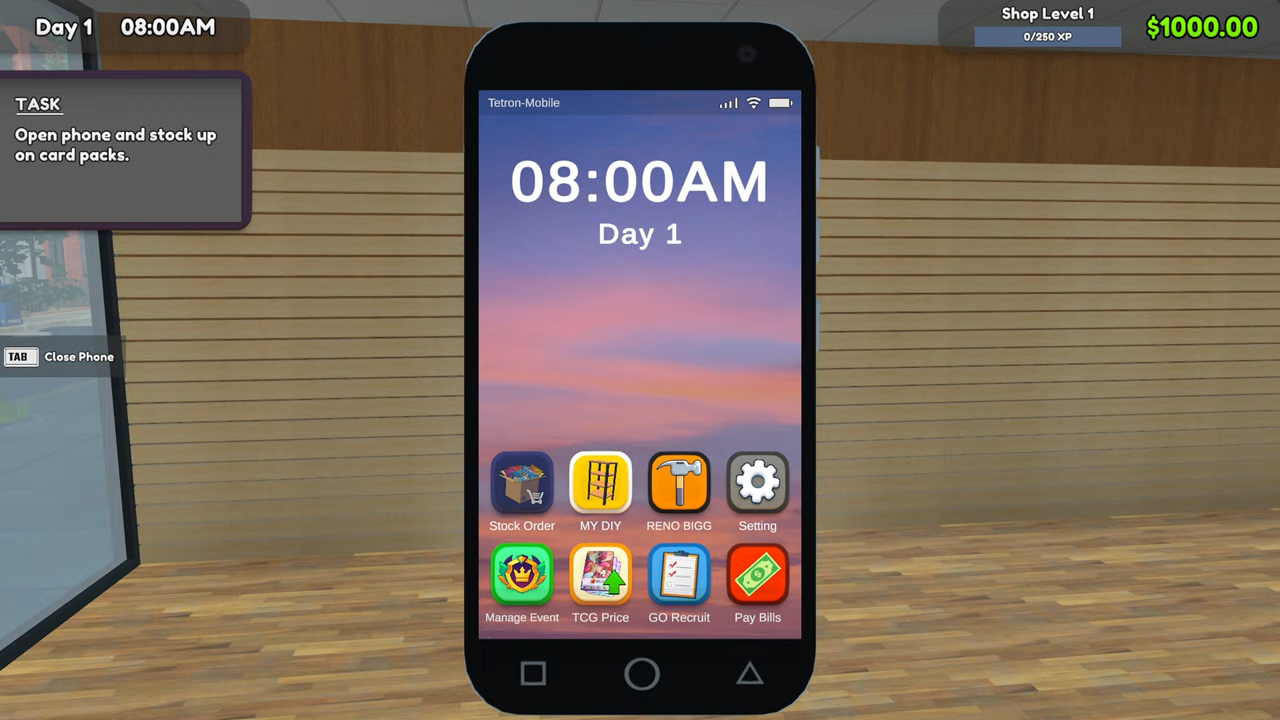 Day 1 08:00AM
Shop Level 1
0/250 XP
$1000.00
TASK
Open phone and stock up
on card packs.
TAB Close Phone
Tetron-Mobile
08:00AM
Day 1
Stock Order MY DIY RENO BIGG Setting
Manage Event TCG Price GO Recruit Pay Bills